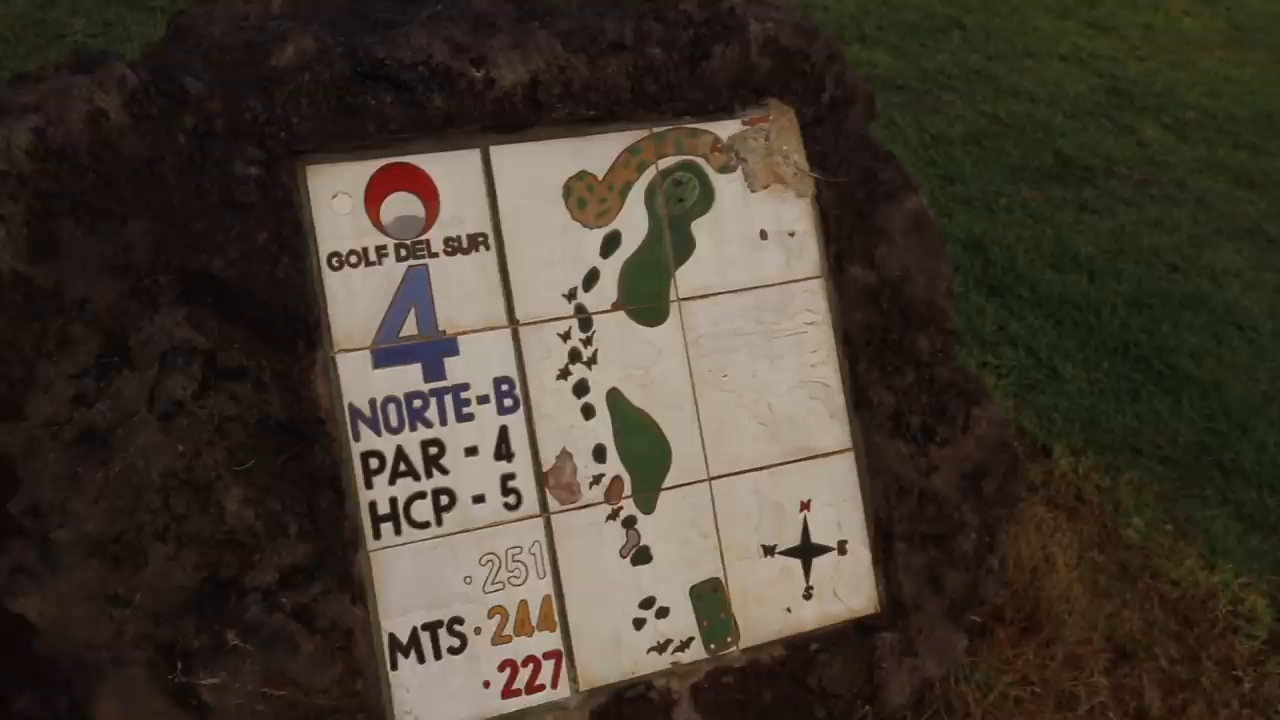 GOLF DEL SUR
4
NORTE-B
PAR - 4
HCP - 5
· 251
MTS · 244
· 227
N
W E
S